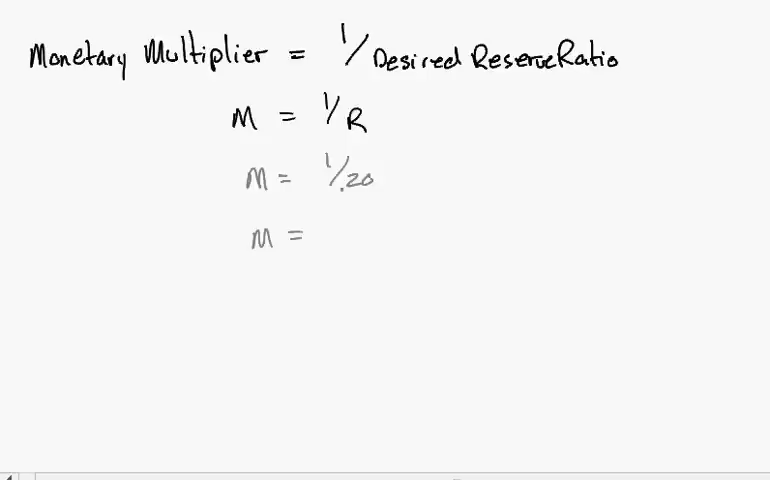 Monetary Multiplier = 1/Desired Reserve Ratio
M = 1/R
M = 1/.20
M =